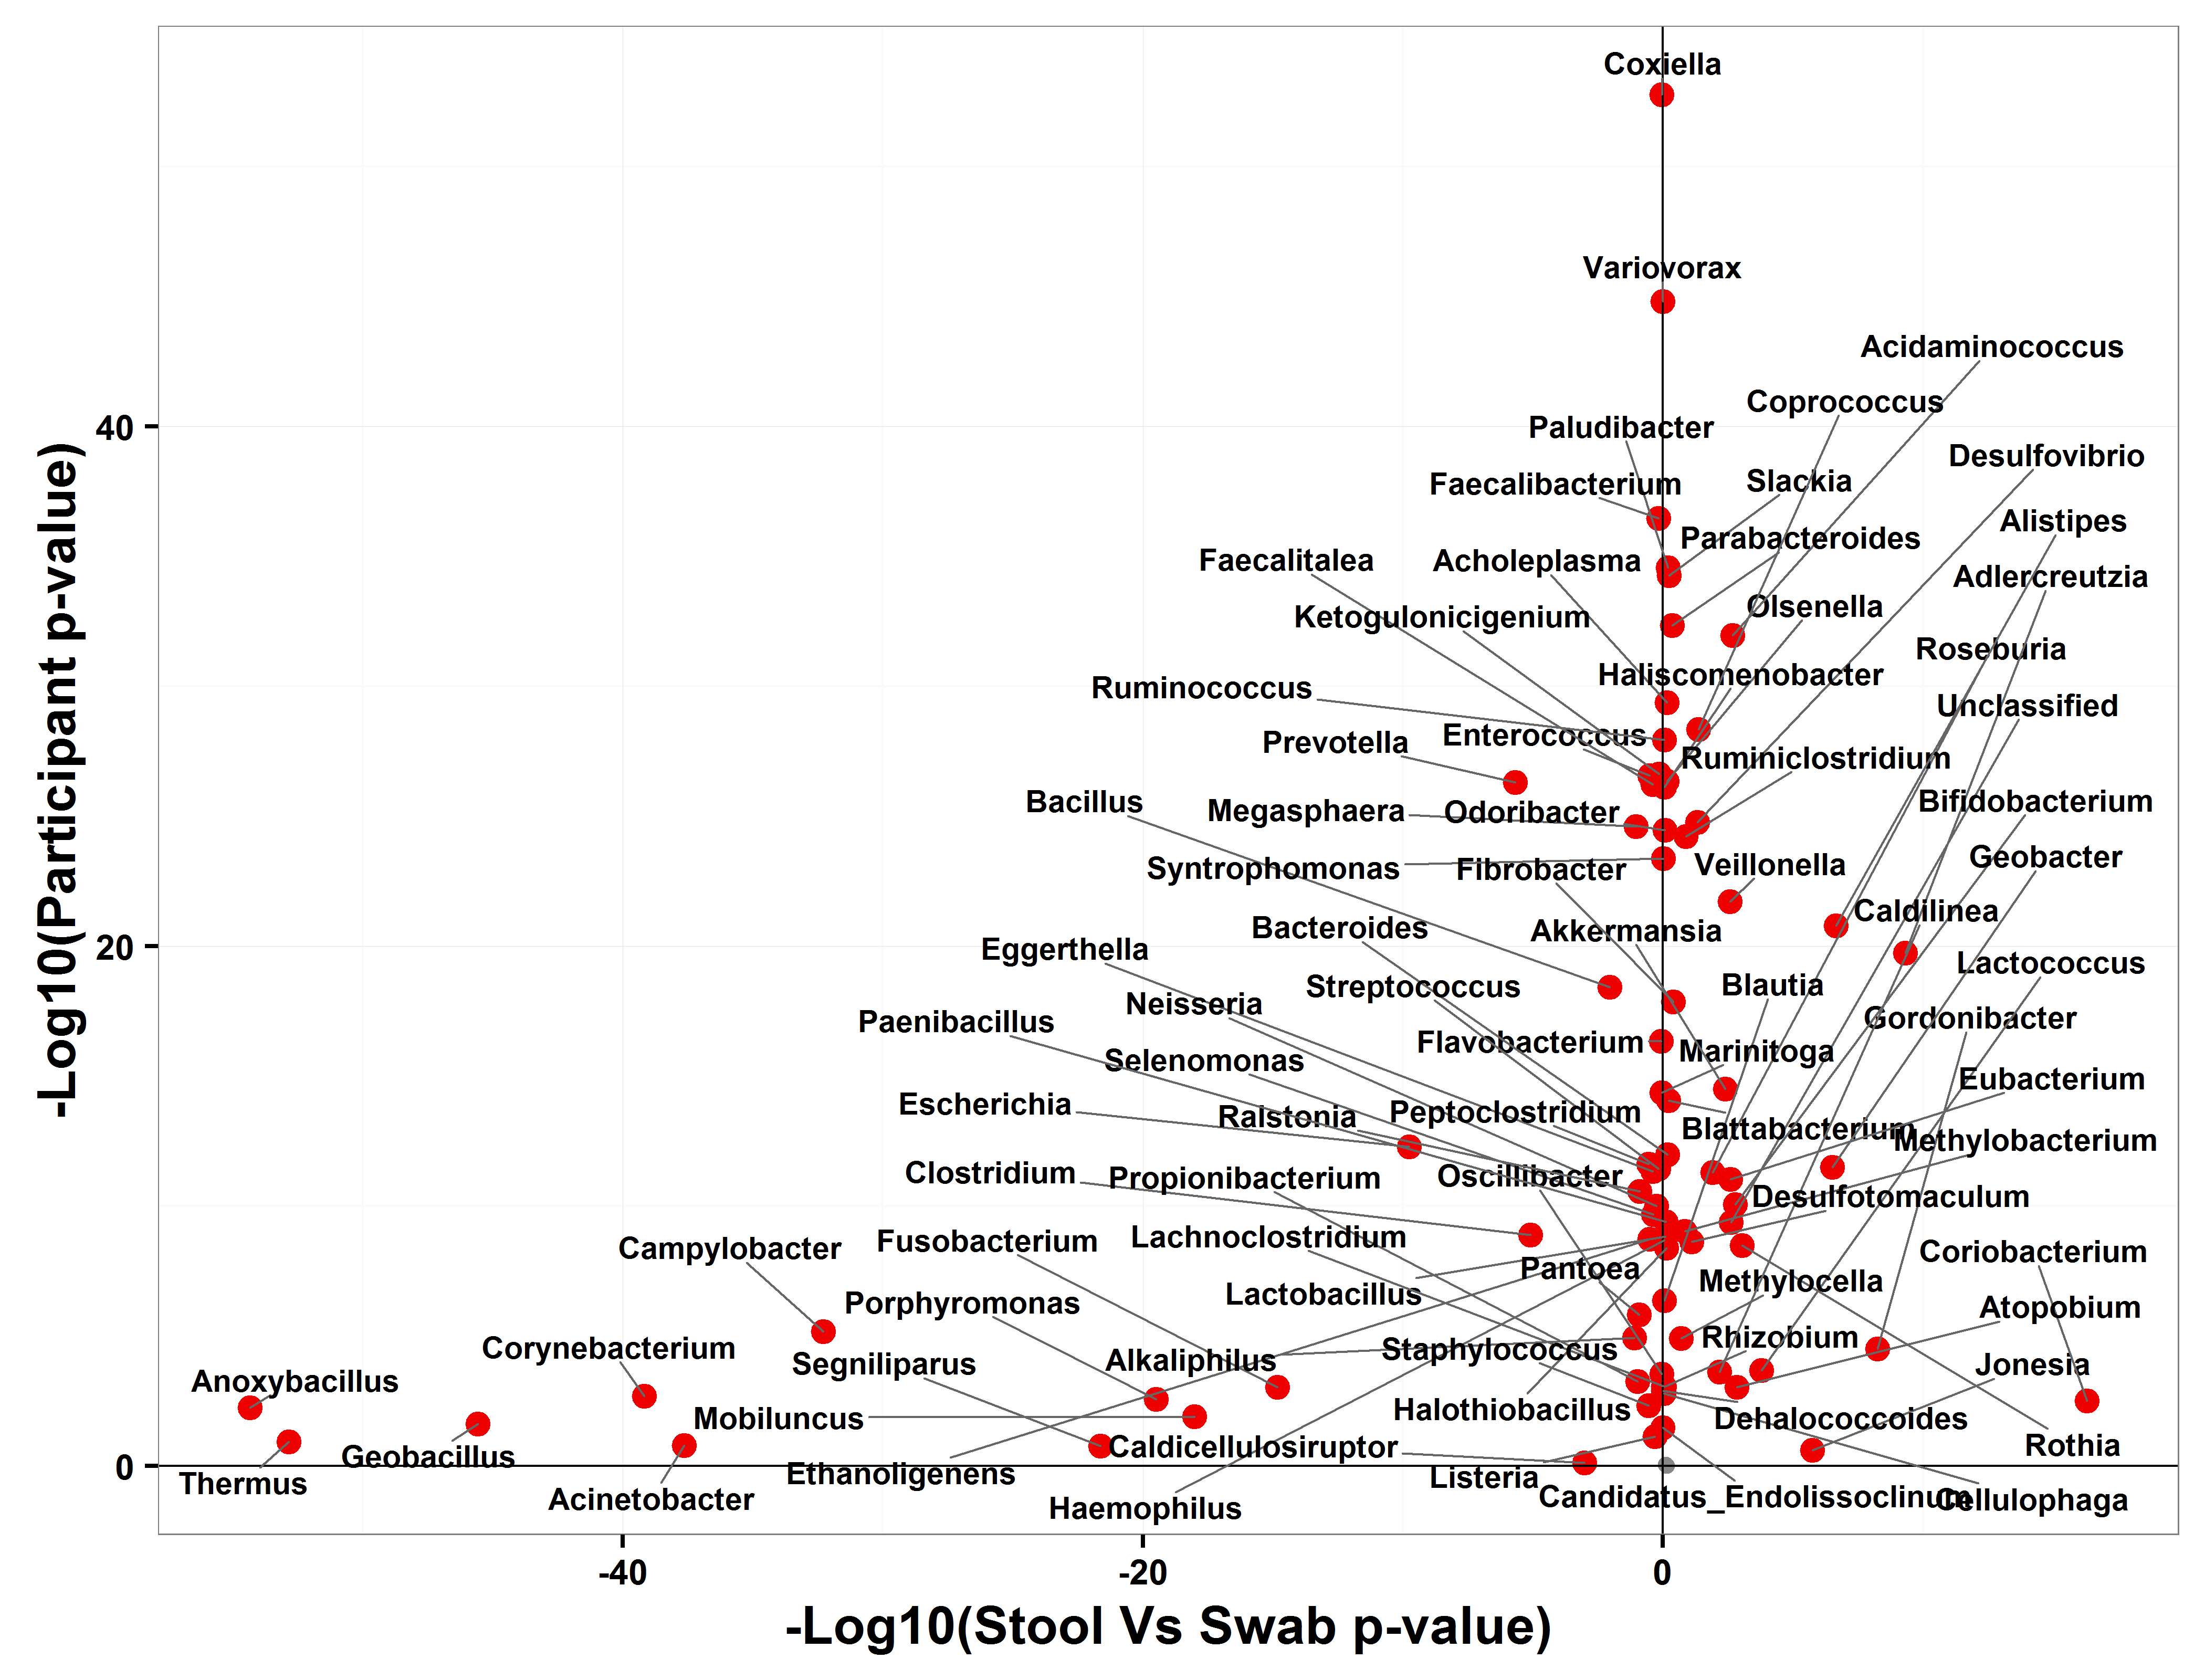 Coxiella
Variovorax
Acidaminococcus
Coprococcus
40
Paludibacter
Desulfovibrio
Slackia
Faecalibacterium
Alistipes
Parabacteroides
Faecalitalea
Acholeplasma
Adlercreutzia
Olsenella
Ketogulonicigenium
Roseburia
Haliscomenobacter
Ruminococcus
Unclassified
Enterococcus
Prevotella
Ruminiclostridium
Bacillus
Bifidobacterium
Megasphaera
Odoribacter
Geobacter
Veillonella
Syntrophomonas
Fibrobacter
Caldilinea
Bacteroides
Akkermansia
20
Eggerthella
Lactococcus
Blautia
Streptococcus
Neisseria
Gordonibacter
Paenibacillus
Flavobacterium
Marinitoga
Selenomonas
Eubacterium
Escherichia
Peptoclostridium
Ralstonia
Blattabacterium
Methylobacterium
Clostridium
Oscillibacter
Propionibacterium
Desulfotomaculum
Lachnoclostridium
Fusobacterium
Campylobacter
Coriobacterium
Pantoea
Methylocella
Lactobacillus
Porphyromonas
Atopobium
Rhizobium
Corynebacterium
Staphylococcus
Alkaliphilus
Segniliparus
Jonesia
Anoxybacillus
Halothiobacillus
Mobiluncus
Dehalococcoides
Rothia
Caldicellulosiruptor
Geobacillus
0
Ethanoligenens
Listeria
Thermus
Candidatus_Endolissoclinum
Acinetobacter
Cellulophaga
Haemophilus
-40
-20
0
-Log10(Stool Vs Swab p-value)
-Log10(Participant p-value)